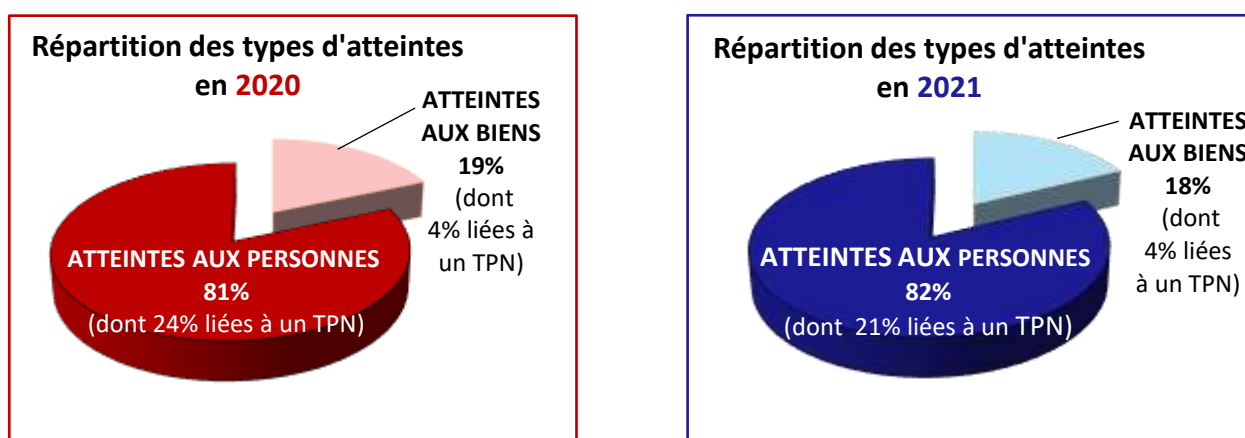 Répartition des types d'atteintes
en 2020
ATTEINTES
AUX BIENS
19%
(dont
4% liées à
un TPN)
ATTEINTES AUX PERSONNES
81%
(dont 24% liées à un TPN)
Répartition des types d'atteintes
en 2021
ATTEINTES
AUX BIENS
18%
(dont
4% liées
à un TPN)
ATTEINTES AUX PERSONNES
82%
(dont 21% liées à un TPN)